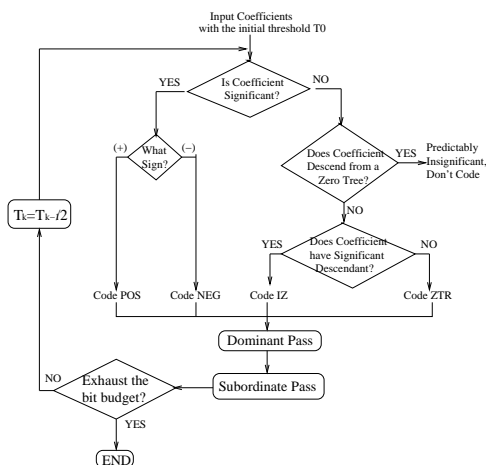 Input Coefficients
with the initial threshold T0
Is Coefficient
Significant?
YES
NO
(+)
What
Sign?
(−)
Does Coefficient
Descend from a
Zero Tree?
YES
Predictably
Insignificant,
Don't Code
NO
Tk=Tk-1/2
Does Coefficient
have Significant
Descendant?
YES
NO
Code POS
Code NEG
Code IZ
Code ZTR
Dominant Pass
Subordinate Pass
Exhaust the
bit budget?
NO
YES
END